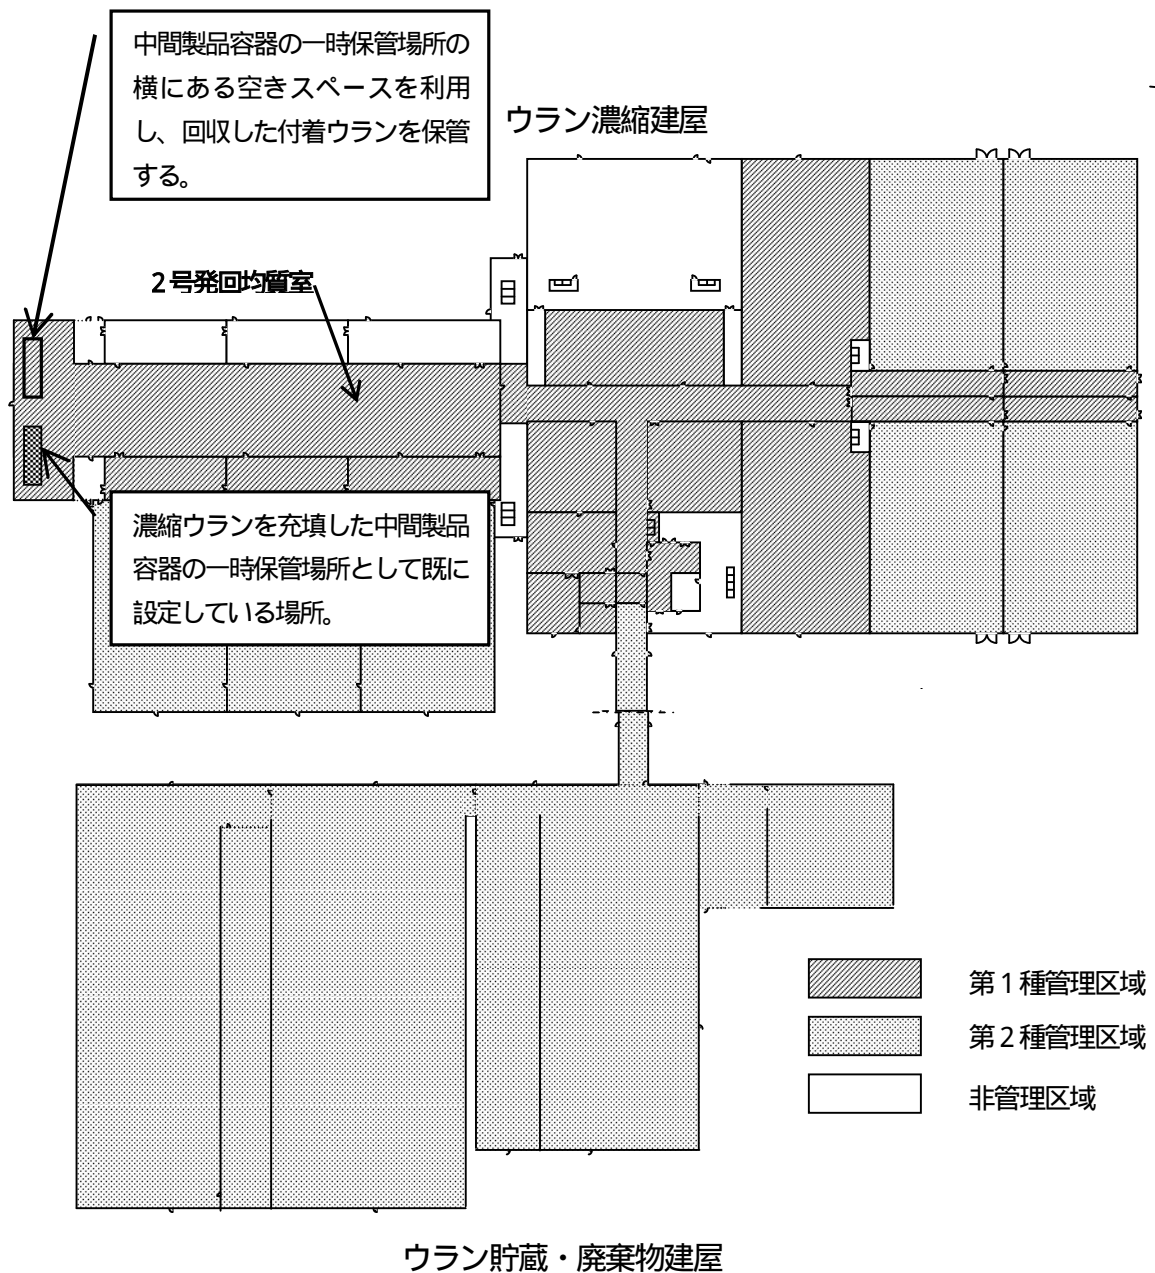 中間製品容器の一時保管場所の
横にある空きスペースを利用
し、回収した付着ウランを保管
する。
ウラン濃縮建屋
２号発回均質室
濃縮ウランを充填した中間製品
容器の一時保管場所として既に
設定している場所。
第１種管理区域
第２種管理区域
非管理区域
ウラン貯蔵・廃棄物建屋